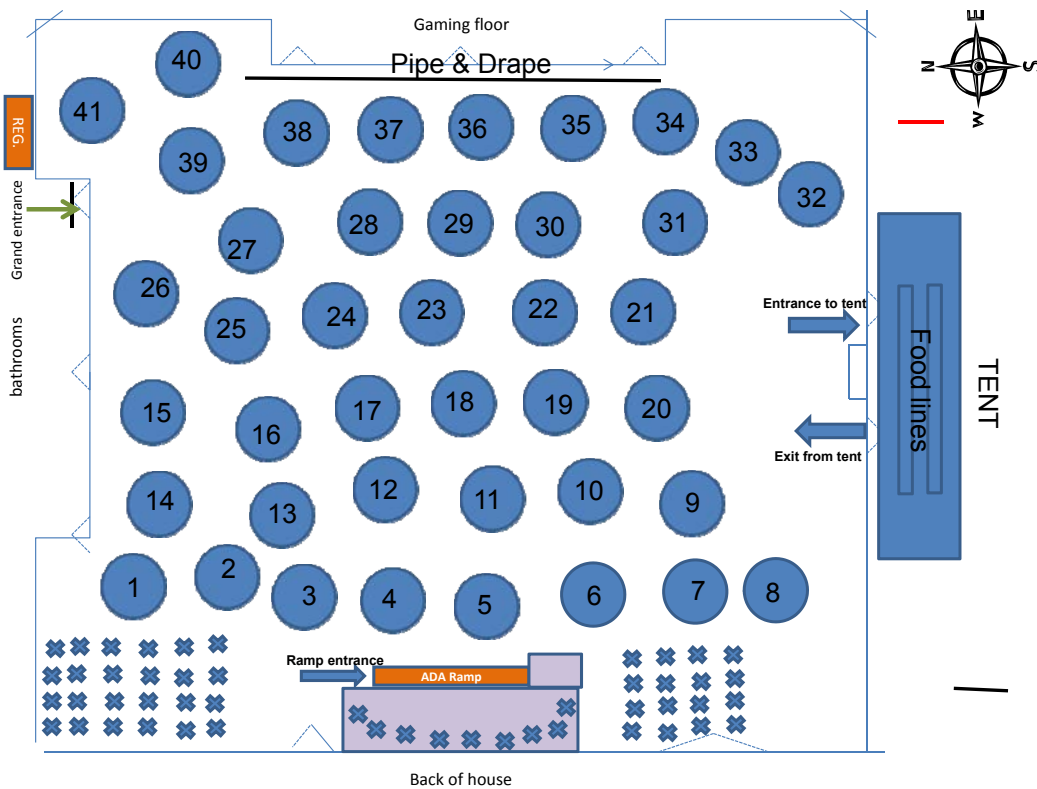 Gaming floor
Pipe & Drape
E
N
S
W
40
41
38
37
36
35
34
33
39
32
REG.
Grand entrance
28
29
30
31
27
26
25
24
23
22
21
Entrance to tent
Food lines
TENT
bathrooms
15
16
17
18
19
20
Exit from tent
14
13
12
11
10
9
1
2
3
4
5
6
7
8
Ramp entrance
ADA Ramp
Back of house